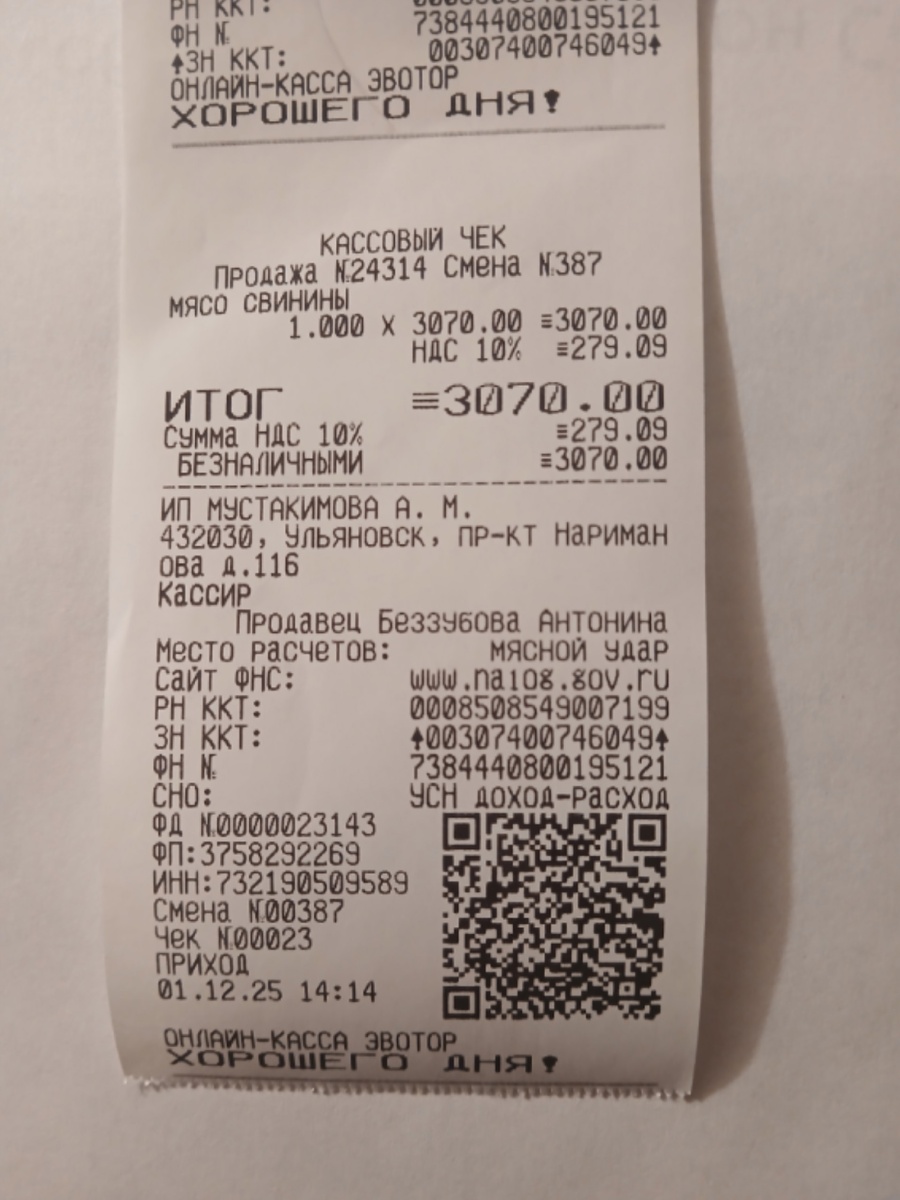 РН ККТ:
ФН № 7384440800195121
↑ЗН ККТ: 00307400746049↑
ОНЛАЙН-КАССА ЭВОТОР
ХОРОШЕГО ДНЯ!
КАССОВЫЙ ЧЕК
Продажа №24314 Смена №387
МЯСО СВИНИНЫ
1.000 X 3070.00 ≡3070.00
НДС 10% ≡279.09
ИТОГ ≡3070.00
Сумма НДС 10% ≡279.09
БЕЗНАЛИЧНЫМИ ≡3070.00
ИП МУСТАКИМОВА А. М.
432030, Ульяновск, пр-кт Нариман
ова д.116
Кассир
Продавец Беззубова Антонина
Место расчетов: МЯСНОЙ УДАР
Сайт ФНС: www.nalog.gov.ru
РН ККТ: 0008508549007199
ЗН ККТ: ↑00307400746049↑
ФН № 7384440800195121
СНО: УСН доход-расход
ФД №0000023143
ФП:3758292269
ИНН:732190509589
Смена №00387
Чек №00023
ПРИХОД
01.12.25 14:14
ОНЛАЙН-КАССА ЭВОТОР
ХОРОШЕГО ДНЯ!